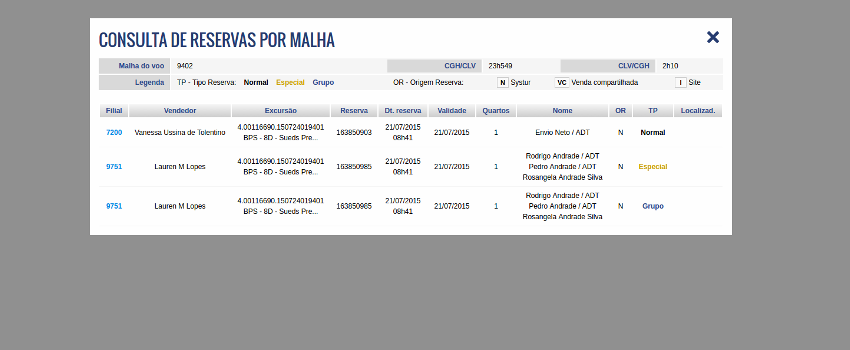 CONSULTA DE RESERVAS POR MALHA
Malha do voo 9402 CGH/CLV 23h549 CLV/CGH 2h10
Legenda TP - Tipo Reserva: Normal Especial Grupo OR - Origem Reserva: N Systur VC Venda compartilhada I Site
Filial Vendedor Excursão Reserva Dt. reserva Validade Quartos Nome OR TP Localizad.
7200 Vanessa Ussina de Tolentino 4.00116690.150724019401 163850903 21/07/2015 21/07/2015 1 Envio Neto / ADT N Normal
BPS - 8D - Sueds Pre... 08h41
9751 Lauren M Lopes 4.00116690.150724019401 163850985 21/07/2015 21/07/2015 1 Rodrigo Andrade / ADT N Especial
BPS - 8D - Sueds Pre... 08h41 Pedro Andrade / ADT
Rosangela Andrade Silva
9751 Lauren M Lopes 4.00116690.150724019401 163850985 21/07/2015 21/07/2015 1 Rodrigo Andrade / ADT N Grupo
BPS - 8D - Sueds Pre... 08h41 Pedro Andrade / ADT
Rosangela Andrade Silva